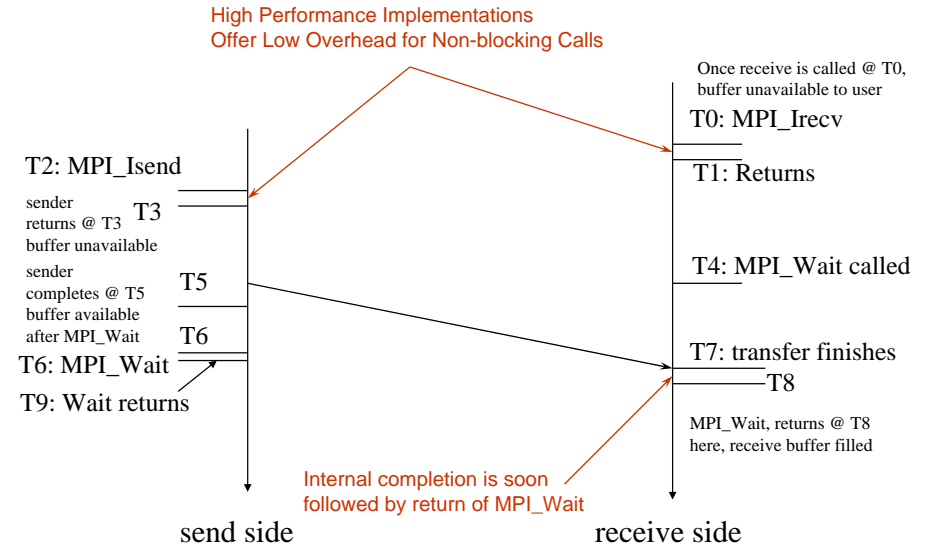 High Performance Implementations
Offer Low Overhead for Non-blocking Calls
Once receive is called @ T0,
buffer unavailable to user
T0: MPI_Irecv
T1: Returns
T2: MPI_Isend
sender
returns @ T3
buffer unavailable
T3
T4: MPI_Wait called
sender
completes @ T5
buffer available
after MPI_Wait
T5
T6
T6: MPI_Wait
T9: Wait returns
T7: transfer finishes
T8
MPI_Wait, returns @ T8
here, receive buffer filled
Internal completion is soon
followed by return of MPI_Wait
send side
receive side